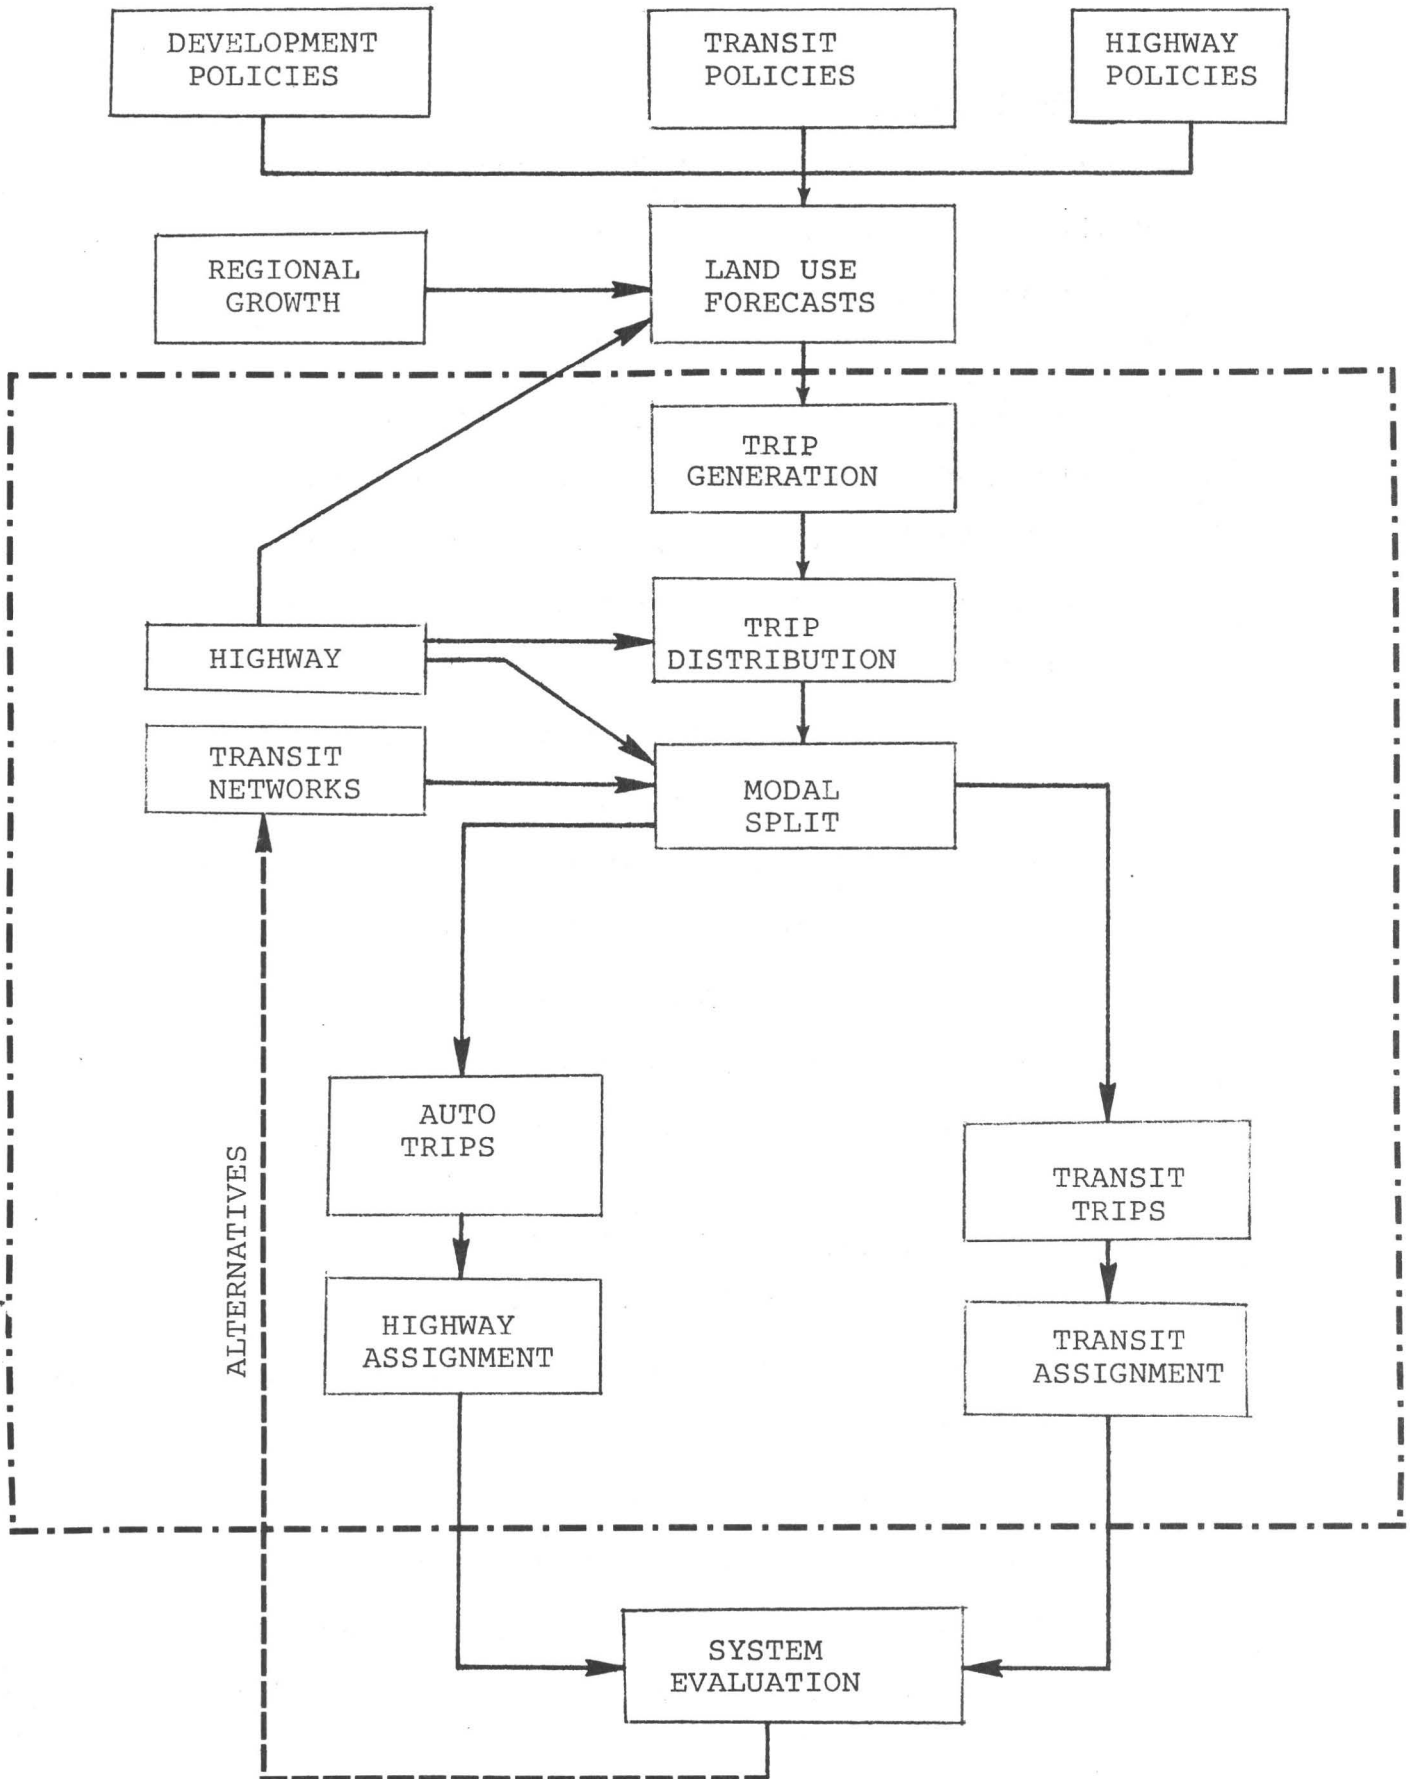 DEVELOPMENT
POLICIES
TRANSIT
POLICIES
HIGHWAY
POLICIES
REGIONAL
GROWTH
LAND USE
FORECASTS
TRIP
GENERATION
TRIP
DISTRIBUTION
HIGHWAY
TRANSIT
NETWORKS
MODAL
SPLIT
AUTO
TRIPS
TRANSIT
TRIPS
ALTERNATIVES
HIGHWAY
ASSIGNMENT
TRANSIT
ASSIGNMENT
SYSTEM
EVALUATION